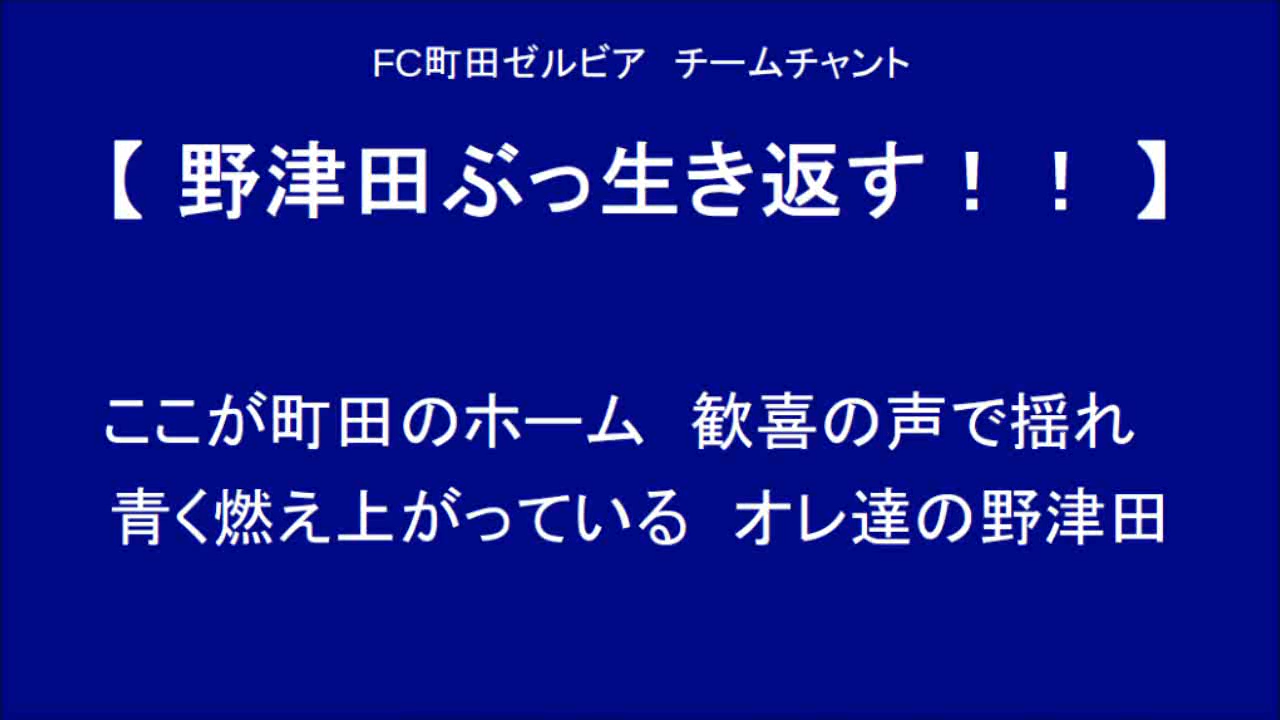 FC町田ゼルビア　チームチャント
【 野津田ぶっ生き返す！！ 】
ここが町田のホーム　歓喜の声で揺れ
青く燃え上がっている　オレ達の野津田